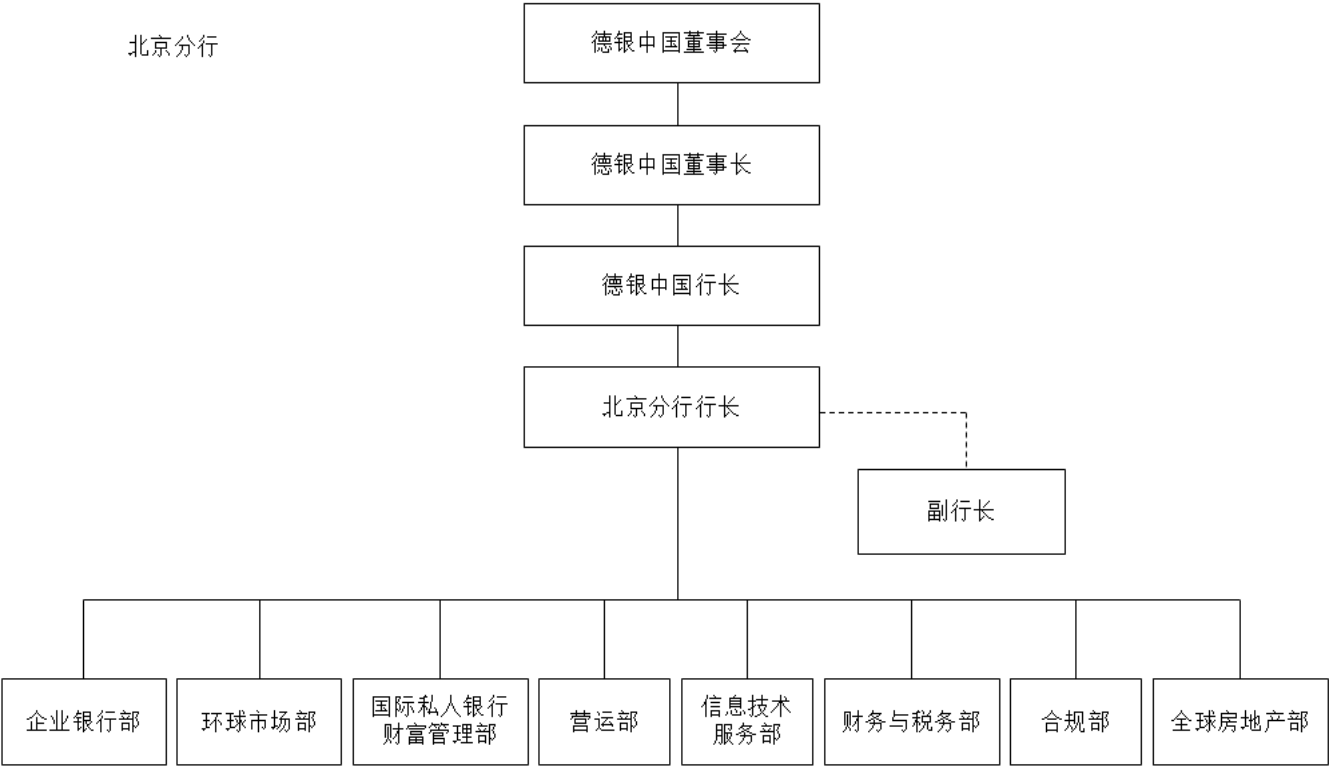 北京分行
德银中国董事会
德银中国董事长
德银中国行长
北京分行行长
副行长
企业银行部
环球市场部
国际私人银行
财富管理部
营运部
信息技术
服务部
财务与税务部
合规部
全球房地产部